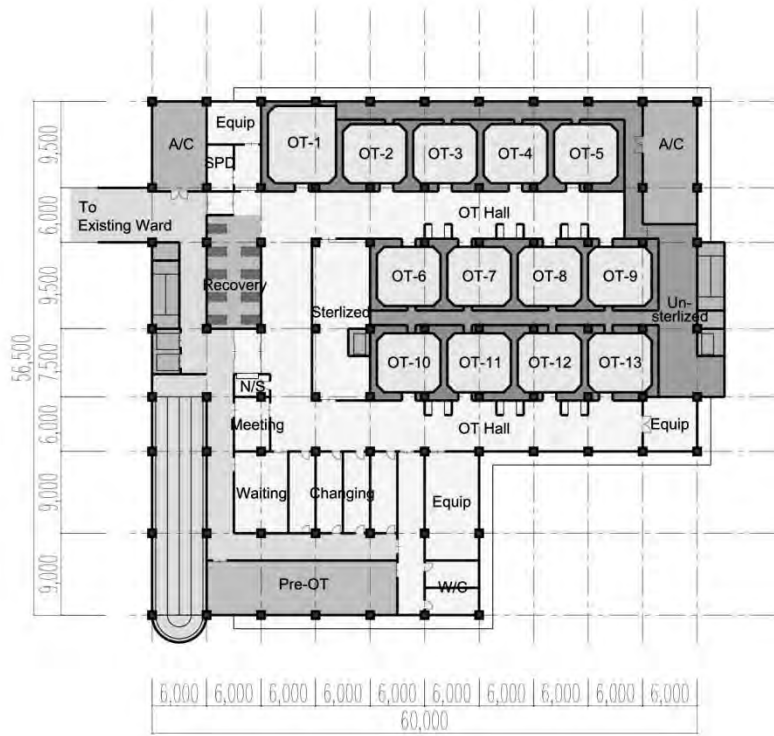 Equip
OT-1
A/C
OT-2
OT-3
OT-4
OT-5
A/C
SPD
To
Existing Ward
OT Hall
Recovery
Sterlized
OT-6
OT-7
OT-8
OT-9
Un-
sterlized
OT-10
OT-11
OT-12
OT-13
N/S
Meeting
OT Hall
Equip
Waiting
Changing
Equip
Pre-OT
W/C
9,500
6,000
9,500
7,500
6,000
9,000
9,000
56,500
6,000 6,000 6,000 6,000 6,000 6,000 6,000 6,000 6,000 6,000
60,000